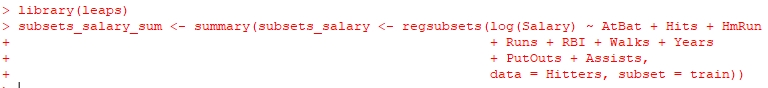 > library(leaps)
> subsets_salary_sum <- summary(subsets_salary <- regsubsets(log(Salary) ~ AtBat + Hits + HmRun
+ + Runs + RBI + Walks + Years
+ + PutOuts + Assists,
+ data = Hitters, subset = train))
>